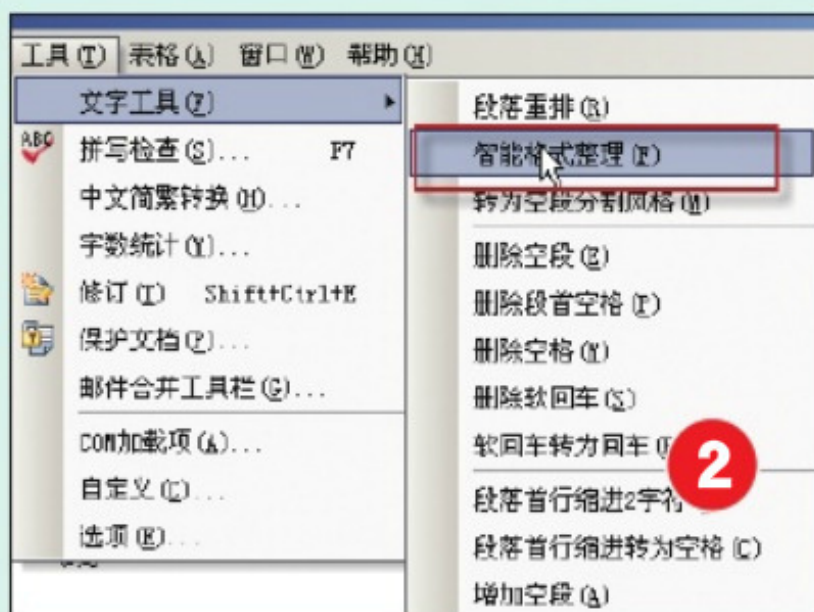 工具(T) 表格(A) 窗口(W) 帮助(H)
文字工具(F)
ABC 拼写检查(S)... F7
中文简繁转换(H)...
字数统计(Y)...
修订(T) Shift+Ctrl+E
保护文档(P)...
邮件合并工具栏(G)...
COM加载项(A)...
自定义(C)...
选项(E)...
段落重排(R)
智能格式整理(F)
转为空段分割风格(M)
删除空段(E)
删除段首空格(T)
删除空格(Y)
删除软回车(S)
软回车转为回车
2
段落首行缩进2字符
段落首行缩进转为空格(C)
增加空段(A)